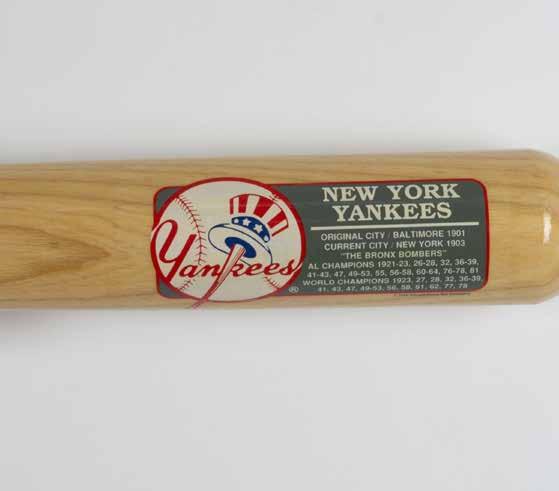 Yankees
®
NEW YORK
YANKEES
ORIGINAL CITY / BALTIMORE 1901
CURRENT CITY / NEW YORK 1903
"THE BRONX BOMBERS"
AL CHAMPIONS 1921-23, 26-28, 32, 36-39,
41-43, 47, 49-53, 55, 56-58, 60-64, 76-78, 81
WORLD CHAMPIONS 1923, 27, 28, 32, 36-39,
41, 43, 47, 49-53, 56, 58, 61, 62, 77, 78